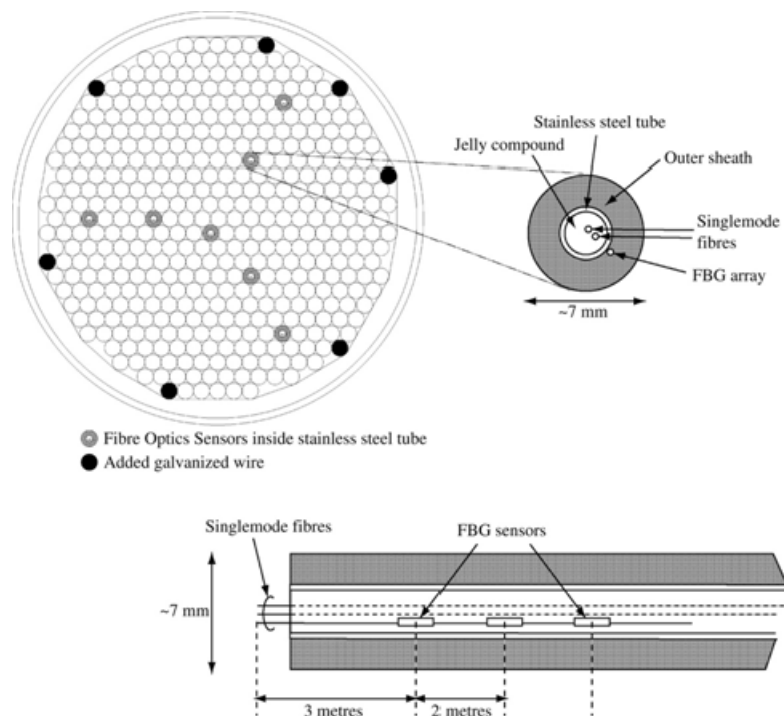 Stainless steel tube
Jelly compound
Outer sheath
Singlemode
fibres
FBG array
~7 mm
Fibre Optics Sensors inside stainless steel tube
Added galvanized wire
Singlemode fibres
FBG sensors
~7 mm
3 metres
2 metres